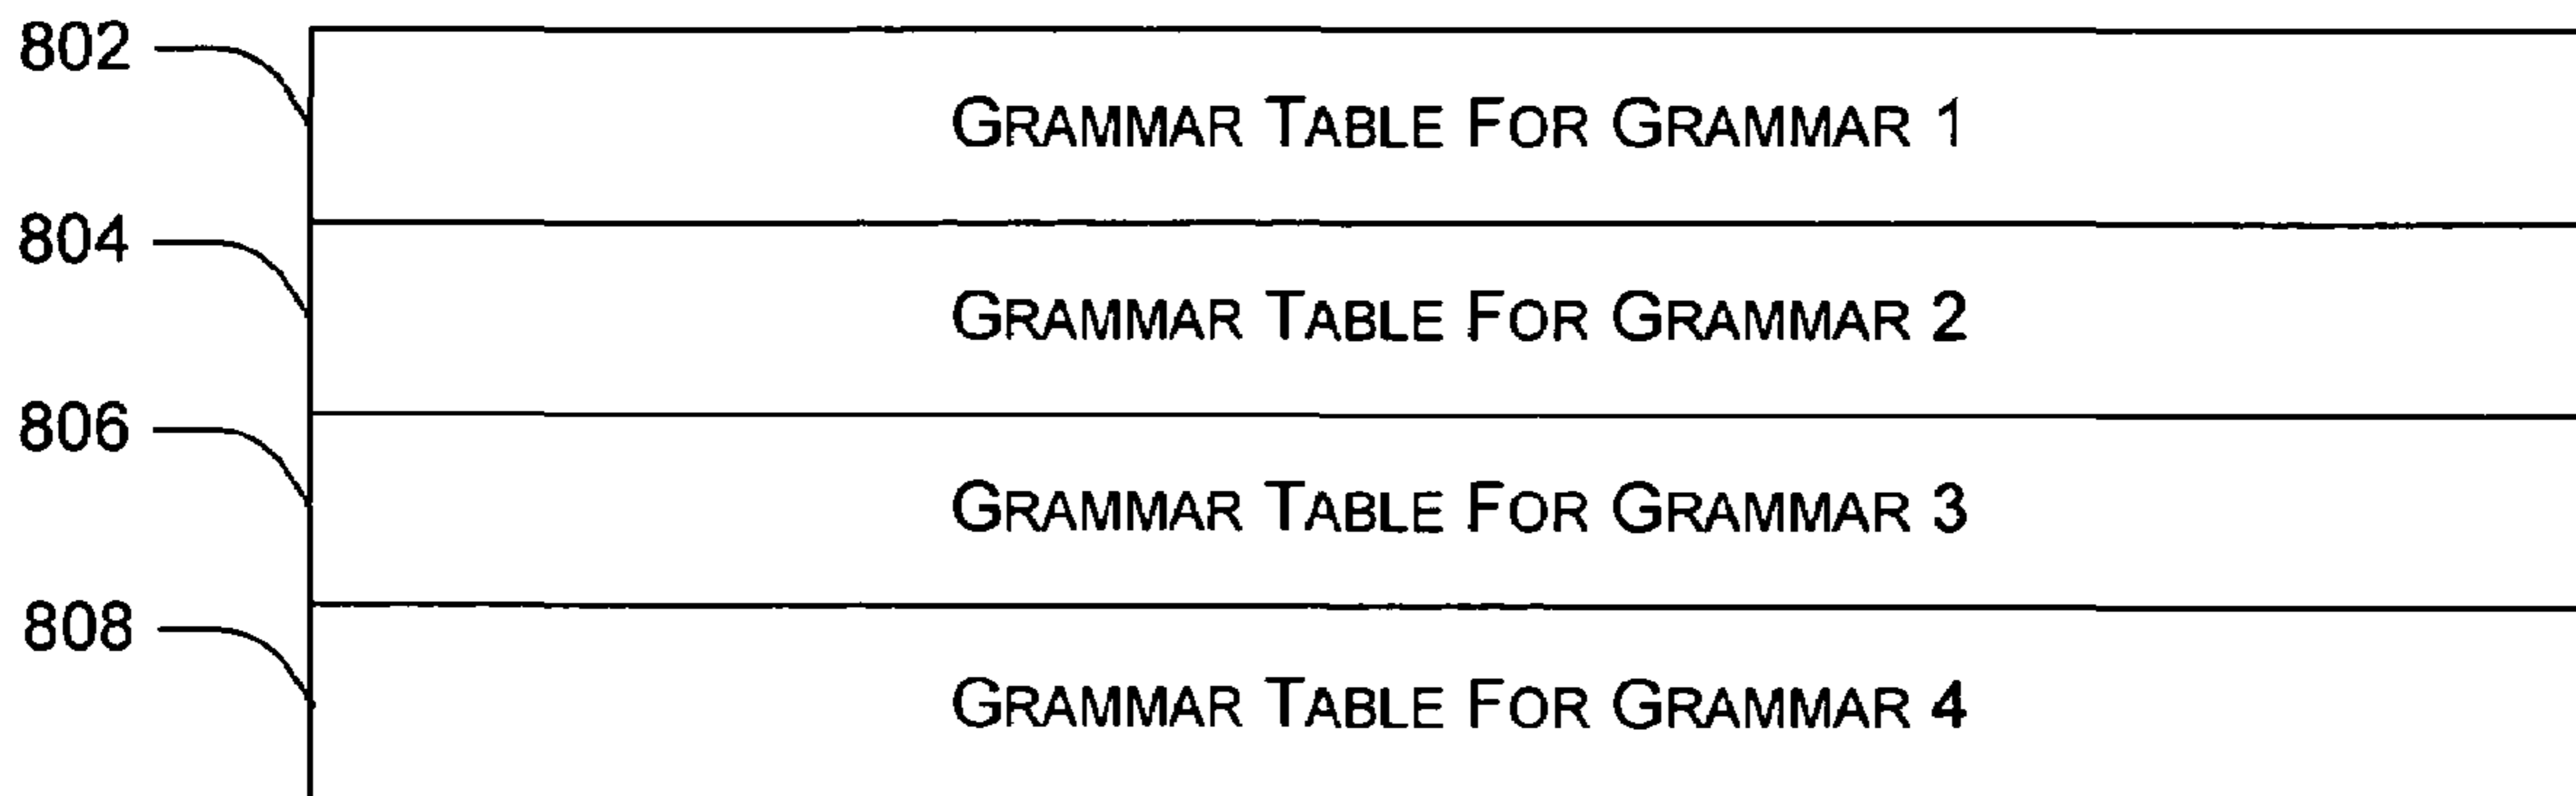 802
GRAMMAR TABLE FOR GRAMMAR 1
804
GRAMMAR TABLE FOR GRAMMAR 2
806
GRAMMAR TABLE FOR GRAMMAR 3
808
GRAMMAR TABLE FOR GRAMMAR 4